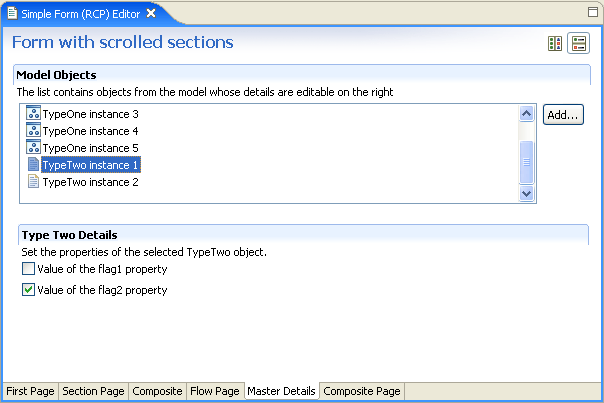 Simple Form (RCP) Editor
Form with scrolled sections
Model Objects
The list contains objects from the model whose details are editable on the right
TypeOne instance 3
Add...
TypeOne instance 4
TypeOne instance 5
TypeTwo instance 1
TypeTwo instance 2
Type Two Details
Set the properties of the selected TypeTwo object.
Value of the flag1 property
Value of the flag2 property
First Page Section Page Composite Flow Page Master Details Composite Page